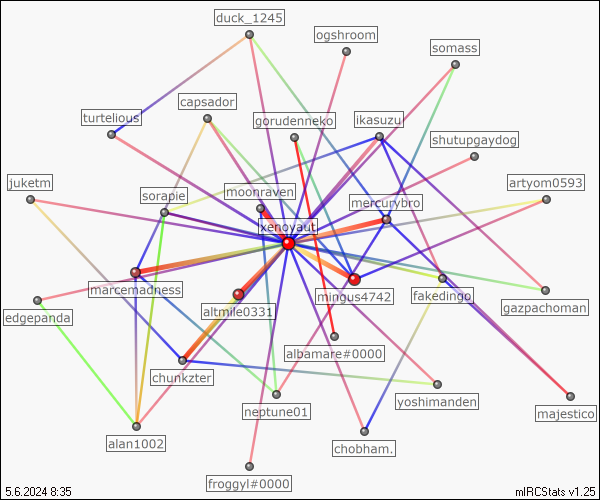 duck_1245
ogshroom
somass
capsador
turtelious
gorudenneko
ikasuzu
shutupgaydog
juketm
artyom0593
sorapie
moonraven
mercurybro
xenoyaut
marcemadness
mingus4742
fakedingo
gazpachoman
edgepanda
altmile0331
albamare#0000
chunkzter
yoshimanden
neptune01
majestico
alan1002
chobham.
froggyl#0000
5.6.2024 8:35
mIRCStats v1.25